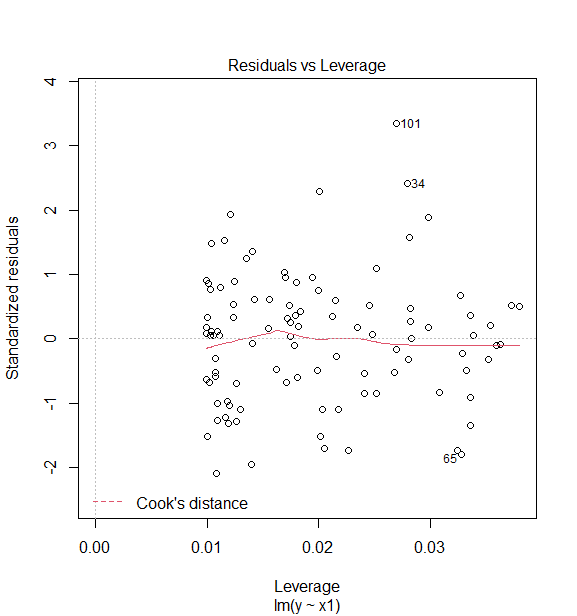 Residuals vs Leverage
4
3
2
1
0
-1
-2
Standardized residuals
101
34
65
Cook's distance
0.00 0.01 0.02 0.03
Leverage
lm(y ~ x1)